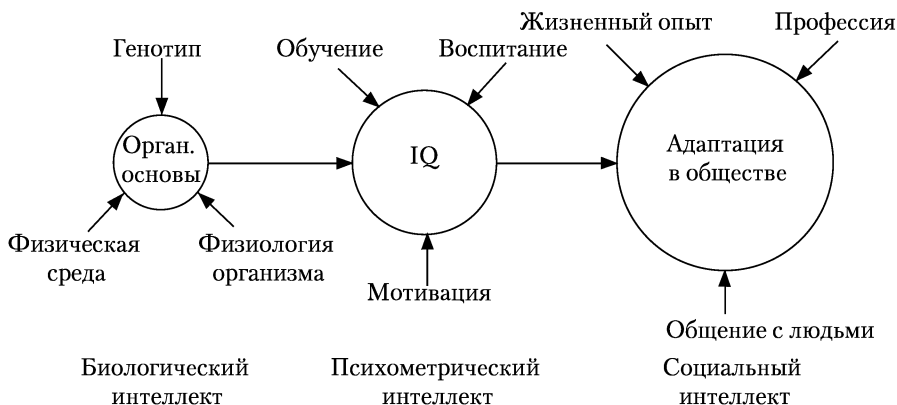 Жизненный опыт
Профессия
Генотип
Обучение
Воспитание
Орган.
основы
IQ
Адаптация
в обществе
Физическая
среда
Физиология
организма
Мотивация
Общение с людьми
Биологический
интеллект
Психометрический
интеллект
Социальный
интеллект